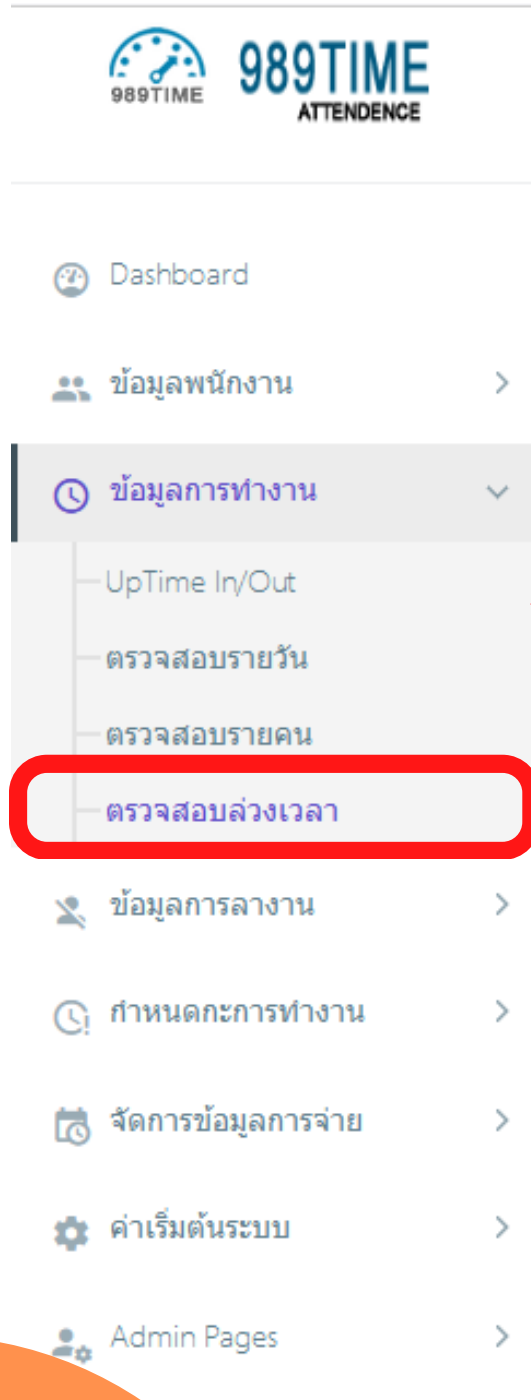 989TIME
989TIME
ATTENDENCE
Dashboard
ข้อมูลพนักงาน
ข้อมูลการทำงาน
UpTime In/Out
ตรวจสอบรายวัน
ตรวจสอบรายคน
ตรวจสอบล่วงเวลา
ข้อมูลการลางาน
กำหนดกะการทำงาน
จัดการข้อมูลการจ่าย
ค่าเริ่มต้นระบบ
Admin Pages